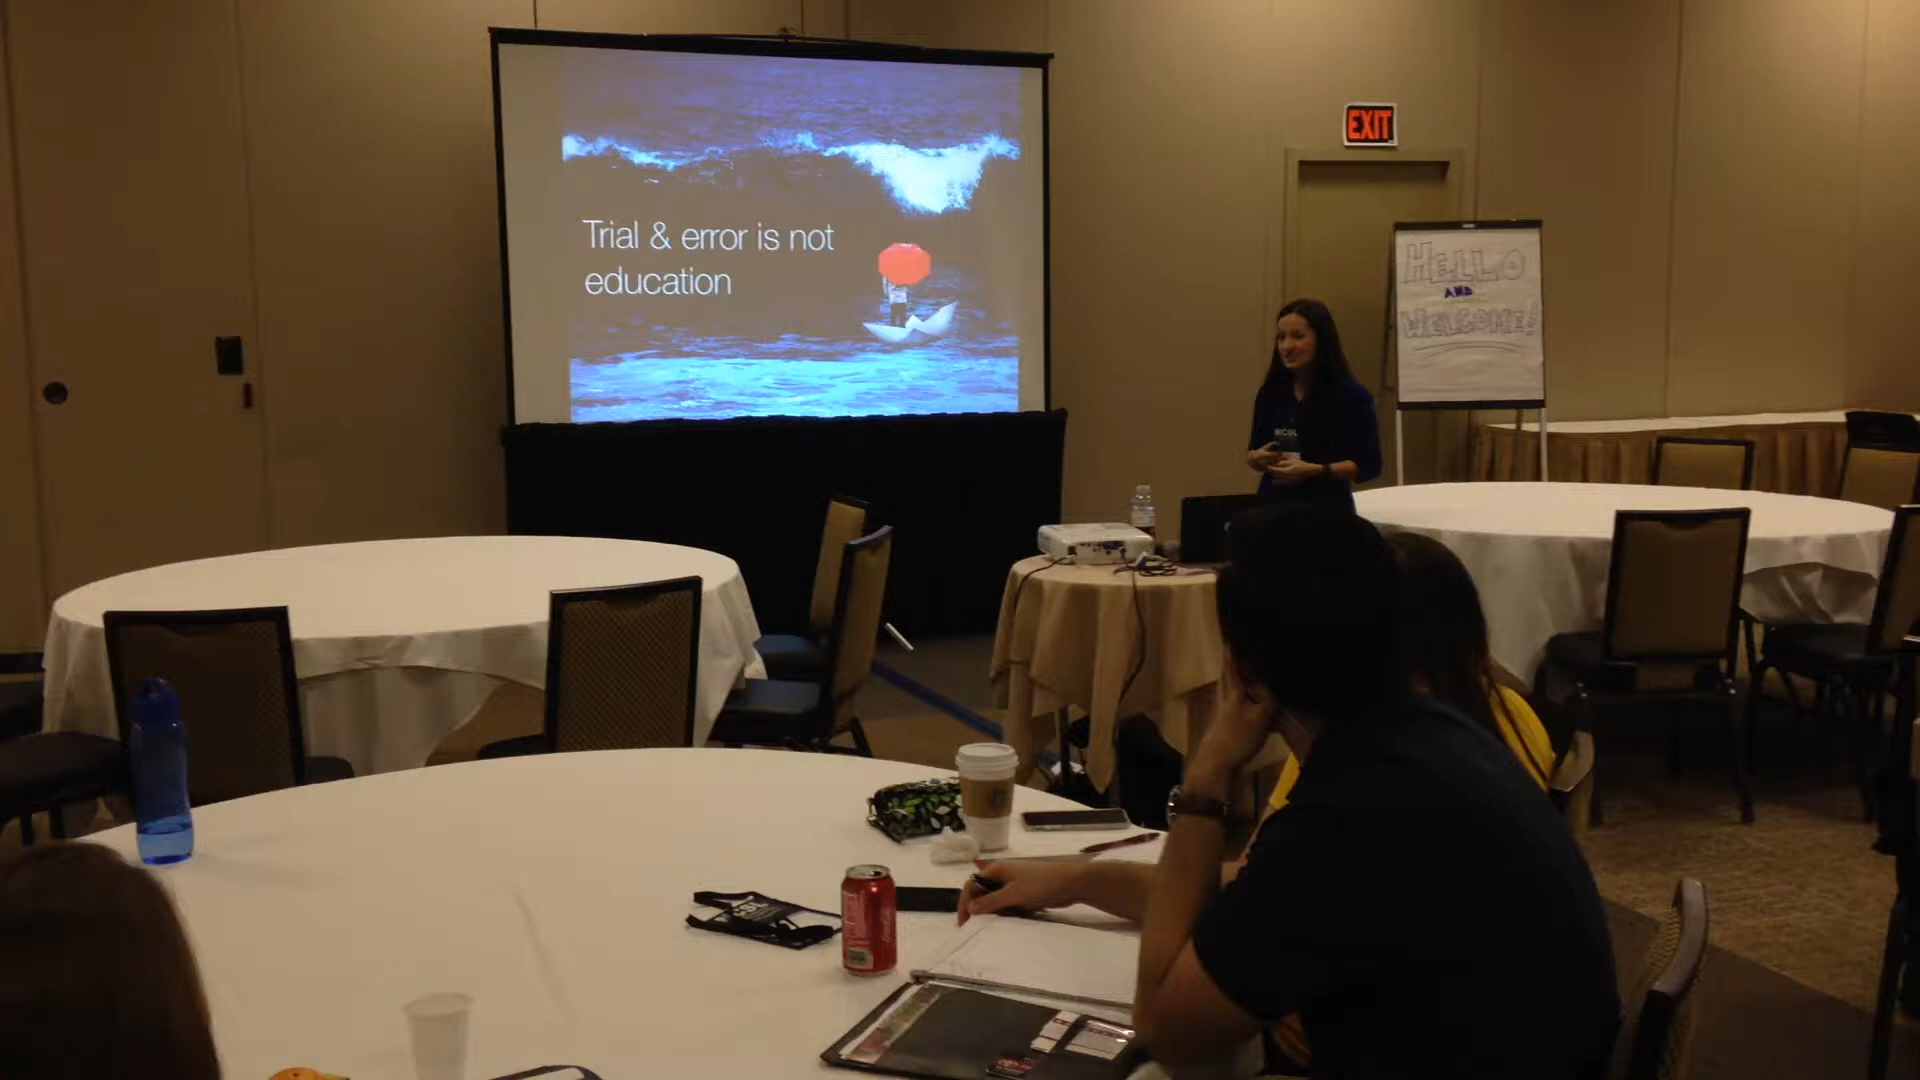 Trial & error is not
education
EXIT
HELLO
AND
WELCOME!